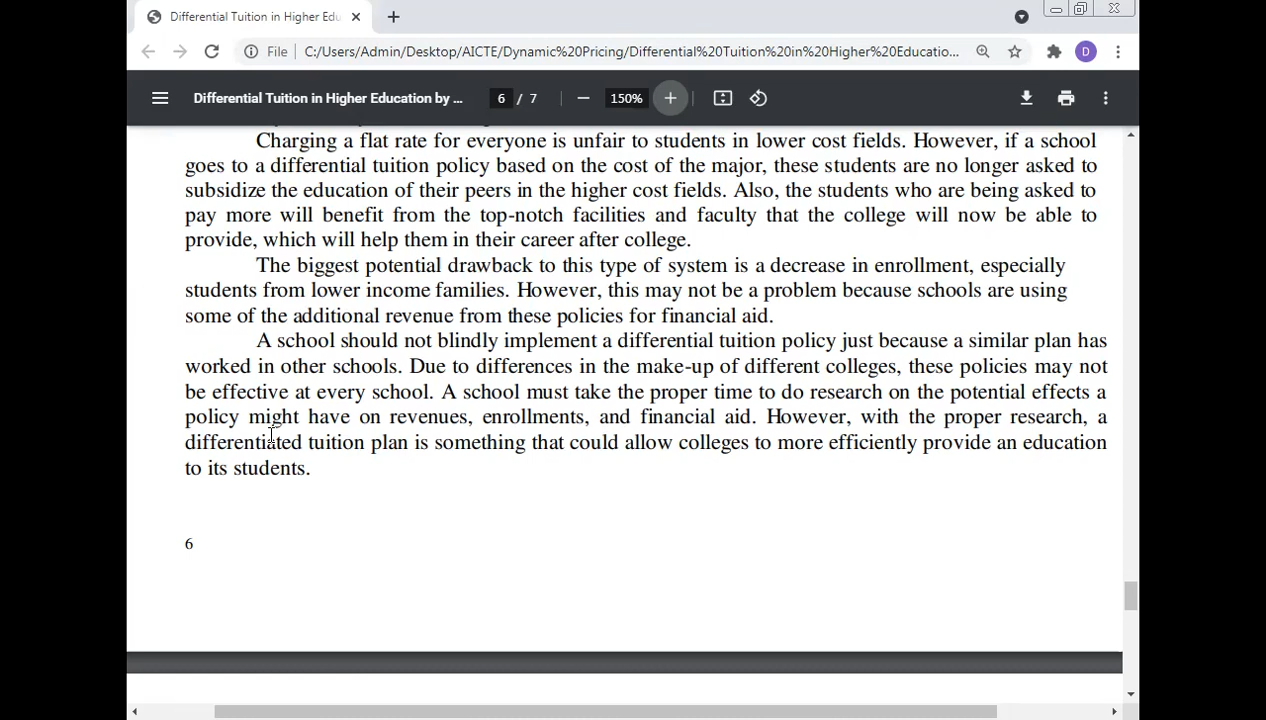 Differential Tuition in Higher Edu
File
C:/Users/Admin/Desktop/AICTE/Dynamic%20Pricing/Differential%20Tuition%20in%20Higher%20Educatio...
D
Differential Tuition in Higher Education by ...
6 / 7
150%
Charging a flat rate for everyone is unfair to students in lower cost fields. However, if a school
goes to a differential tuition policy based on the cost of the major, these students are no longer asked to
subsidize the education of their peers in the higher cost fields. Also, the students who are being asked to
pay more will benefit from the top-notch facilities and faculty that the college will now be able to
provide, which will help them in their career after college.
The biggest potential drawback to this type of system is a decrease in enrollment, especially
students from lower income families. However, this may not be a problem because schools are using
some of the additional revenue from these policies for financial aid.
A school should not blindly implement a differential tuition policy just because a similar plan has
worked in other schools. Due to differences in the make-up of different colleges, these policies may not
be effective at every school. A school must take the proper time to do research on the potential effects a
policy might have on revenues, enrollments, and financial aid. However, with the proper research, a
differentiated tuition plan is something that could allow colleges to more efficiently provide an education
to its students.
6